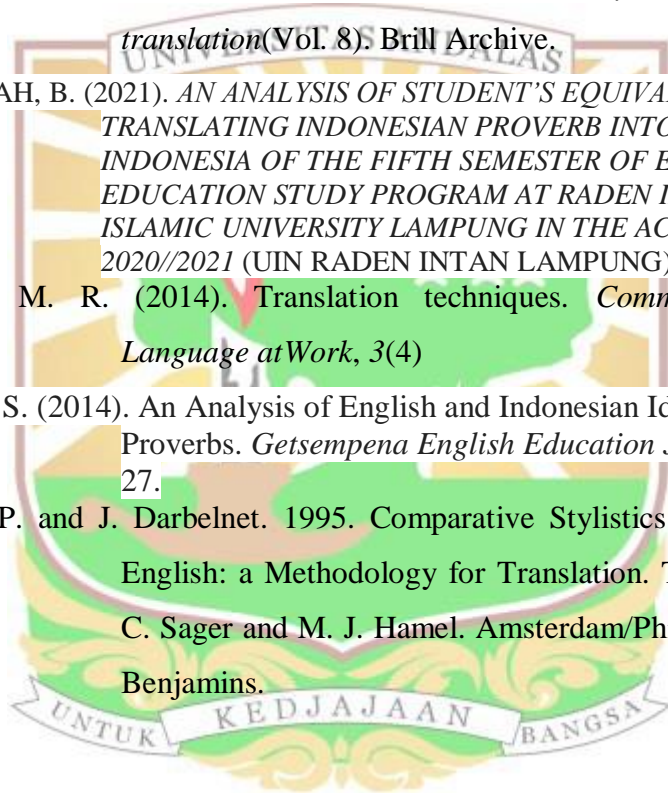 translation(Vol. 8). Brill Archive.
UNIVERSITAS ANDALAS
AH, B. (2021). AN ANALYSIS OF STUDENT’S EQUIVA
TRANSLATING INDONESIAN PROVERB INTO
INDONESIA OF THE FIFTH SEMESTER OF E
EDUCATION STUDY PROGRAM AT RADEN I
ISLAMIC UNIVERSITY LAMPUNG IN THE AC
2020//2021 (UIN RADEN INTAN LAMPUNG)
M. R. (2014). Translation techniques. Comm
Language atWork, 3(4)
S. (2014). An Analysis of English and Indonesian Id
Proverbs. Getsempena English Education J
27.
P. and J. Darbelnet. 1995. Comparative Stylistics
English: a Methodology for Translation. T
C. Sager and M. J. Hamel. Amsterdam/Ph
Benjamins.
UNTUK KEDJAJAAN BANGSA